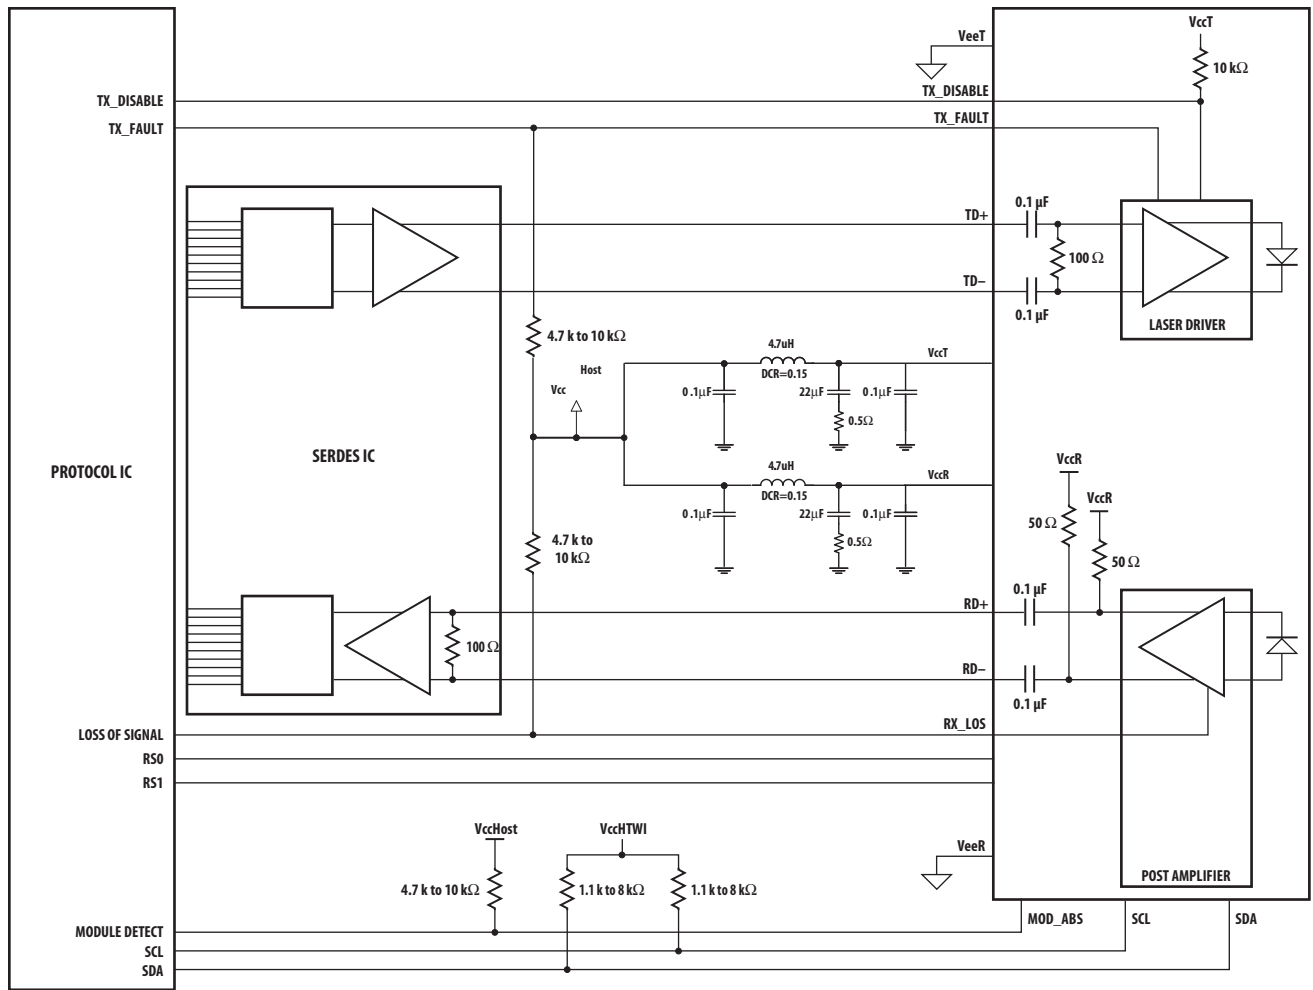 VccT
VeeT
10 kΩ
TX_DISABLE
TX_DISABLE
TX_FAULT
TX_FAULT
0.1 µF
TD+
100 Ω
TD−
0.1 µF
LASER DRIVER
4.7 k to 10 kΩ
4.7uH
VccT
DCR=0.15
Host
Vcc
0.1µF
22µF
0.1µF
0.5Ω
SERDES IC
PROTOCOL IC
4.7uH
VccR
DCR=0.15
VccR
VccR
0.1µF
22µF
0.1µF
50 Ω
0.5Ω
4.7 k to
10 kΩ
50 Ω
0.1 µF
RD+
100 Ω
RD−
0.1 µF
LOSS OF SIGNAL
RX_LOS
RS0
RS1
VccHost
VccHTWI
VeeR
4.7 k to 10 kΩ
1.1 k to 8 kΩ
1.1 k to 8 kΩ
POST AMPLIFIER
MOD_ABS
SCL
SDA
MODULE DETECT
SCL
SDA